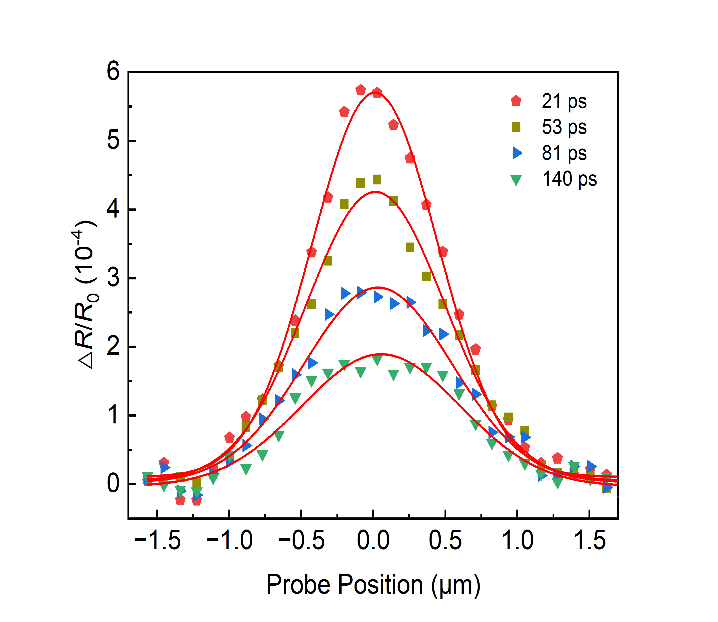 6
5
4
3
2
1
0
△R/R₀ (10⁻⁴)
21 ps
53 ps
81 ps
140 ps
−1.5 −1.0 −0.5 0.0 0.5 1.0 1.5
Probe Position (μm)